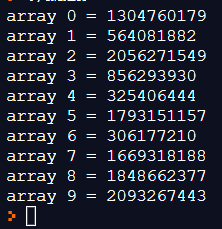 array 0 = 1304760179
array 1 = 564081882
array 2 = 2056271549
array 3 = 856293930
array 4 = 325406444
array 5 = 1793151157
array 6 = 306177210
array 7 = 1669318188
array 8 = 1848662377
array 9 = 2093267443
>